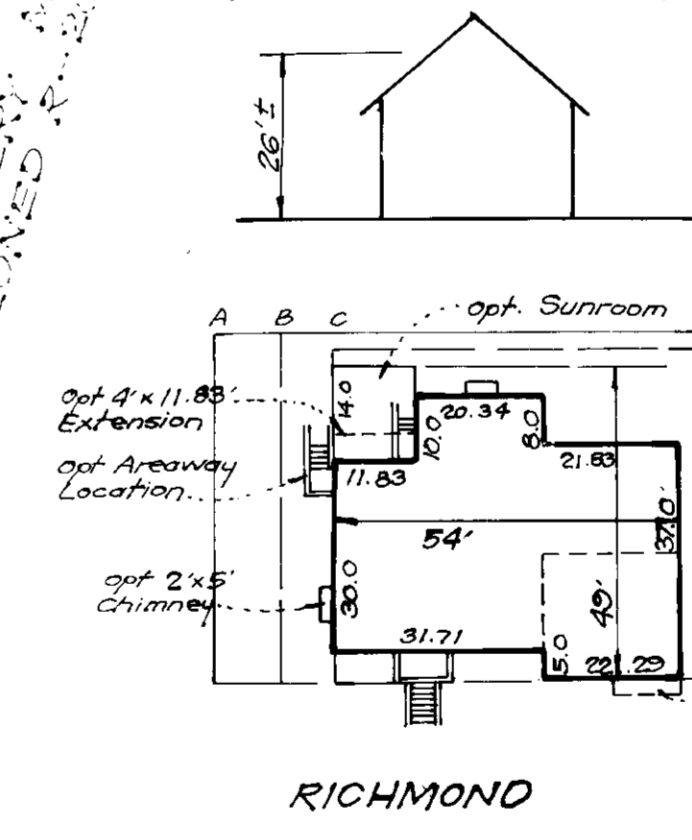 ONED R-
26'±
A B C
opt. Sunroom
opt 4' x 11.83'
Extension
14.0
20.34
10.0
8.0
opt Areaway
Location
11.83
21.83
54'
37.0'
opt 2'x5'
Chimney
30.0
49'
31.71
5.0
22.29
RICHMOND